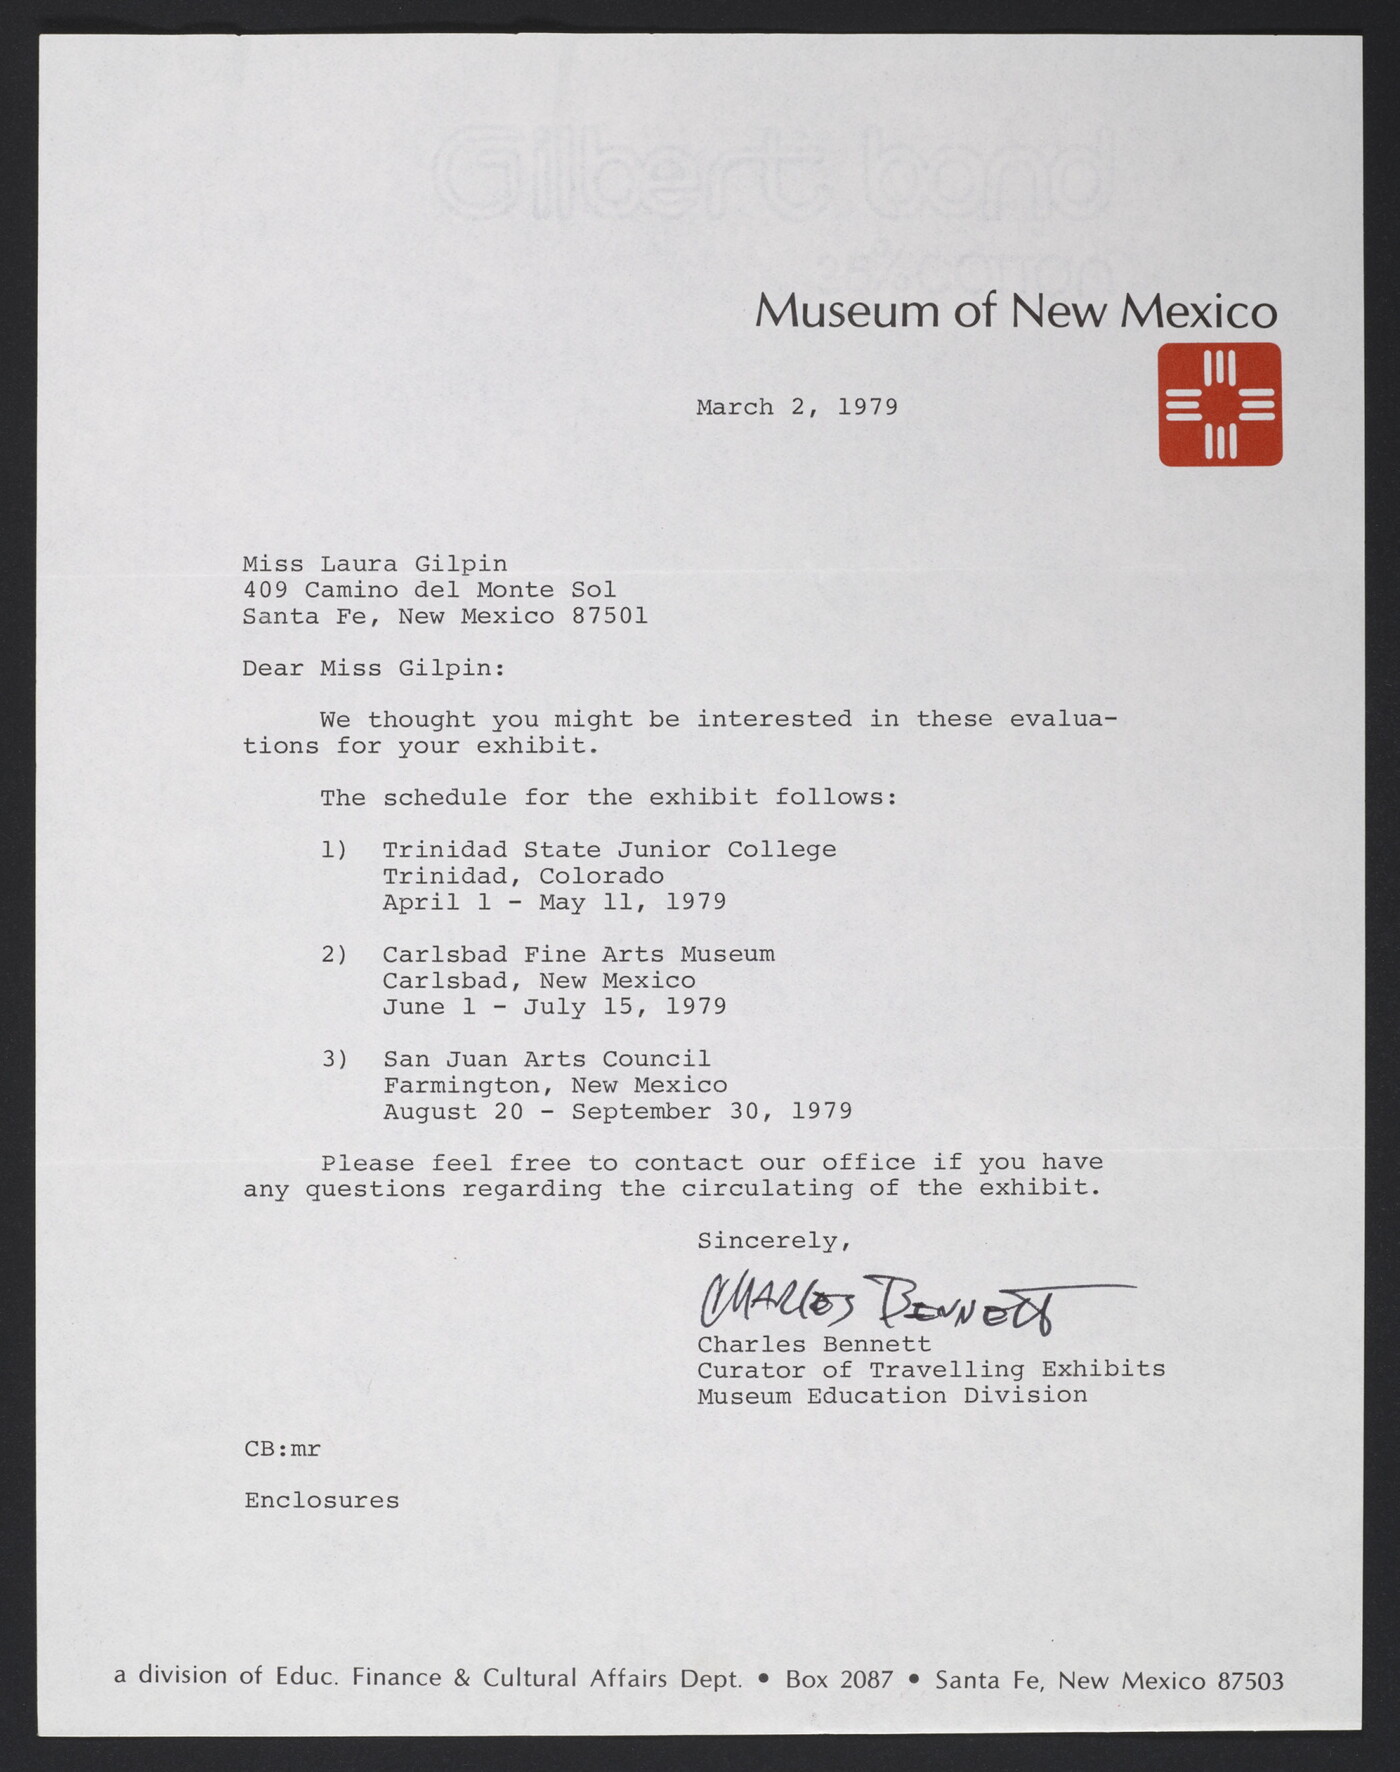 Gilbert bond
25% COTTON
Museum of New Mexico
March 2, 1979
Miss Laura Gilpin
409 Camino del Monte Sol
Santa Fe, New Mexico 87501
Dear Miss Gilpin:
We thought you might be interested in these evalua-
tions for your exhibit.
The schedule for the exhibit follows:
1) Trinidad State Junior College
Trinidad, Colorado
April 1 - May 11, 1979
2) Carlsbad Fine Arts Museum
Carlsbad, New Mexico
June 1 - July 15, 1979
3) San Juan Arts Council
Farmington, New Mexico
August 20 - September 30, 1979
Please feel free to contact our office if you have
any questions regarding the circulating of the exhibit.
Sincerely,
CHARLES BENNETT
Charles Bennett
Curator of Travelling Exhibits
Museum Education Division
CB:mr
Enclosures
a division of Educ. Finance & Cultural Affairs Dept. • Box 2087 • Santa Fe, New Mexico 87503